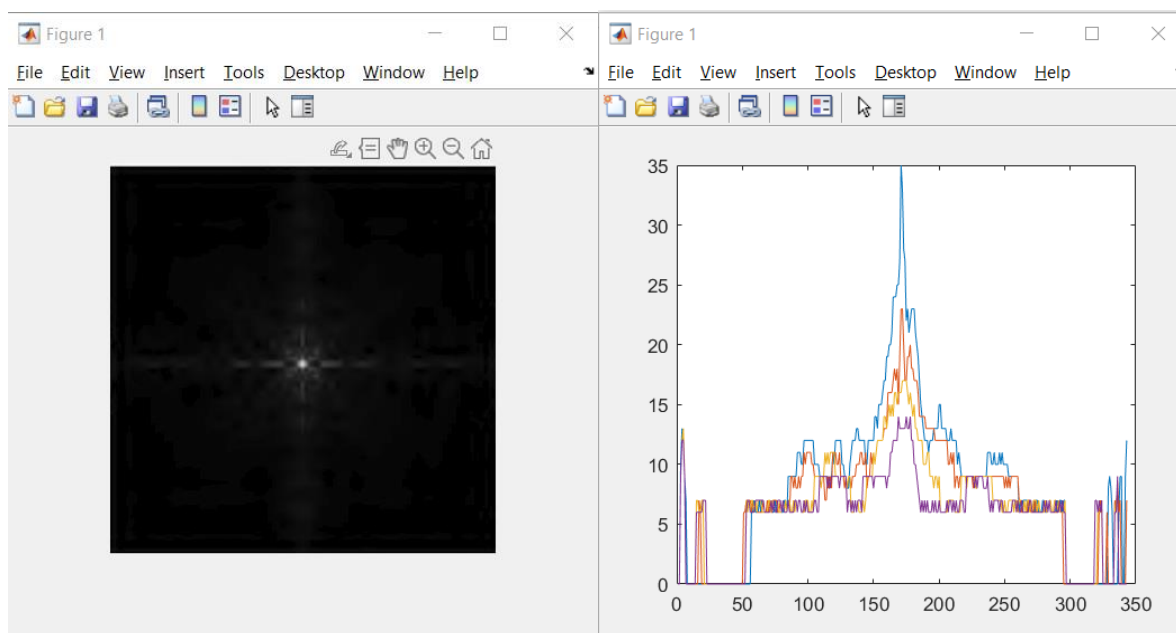 Figure 1
File Edit View Insert Tools Desktop Window Help
Figure 1
File Edit View Insert Tools Desktop Window Help
35
30
25
20
15
10
5
0
0 50 100 150 200 250 300 350